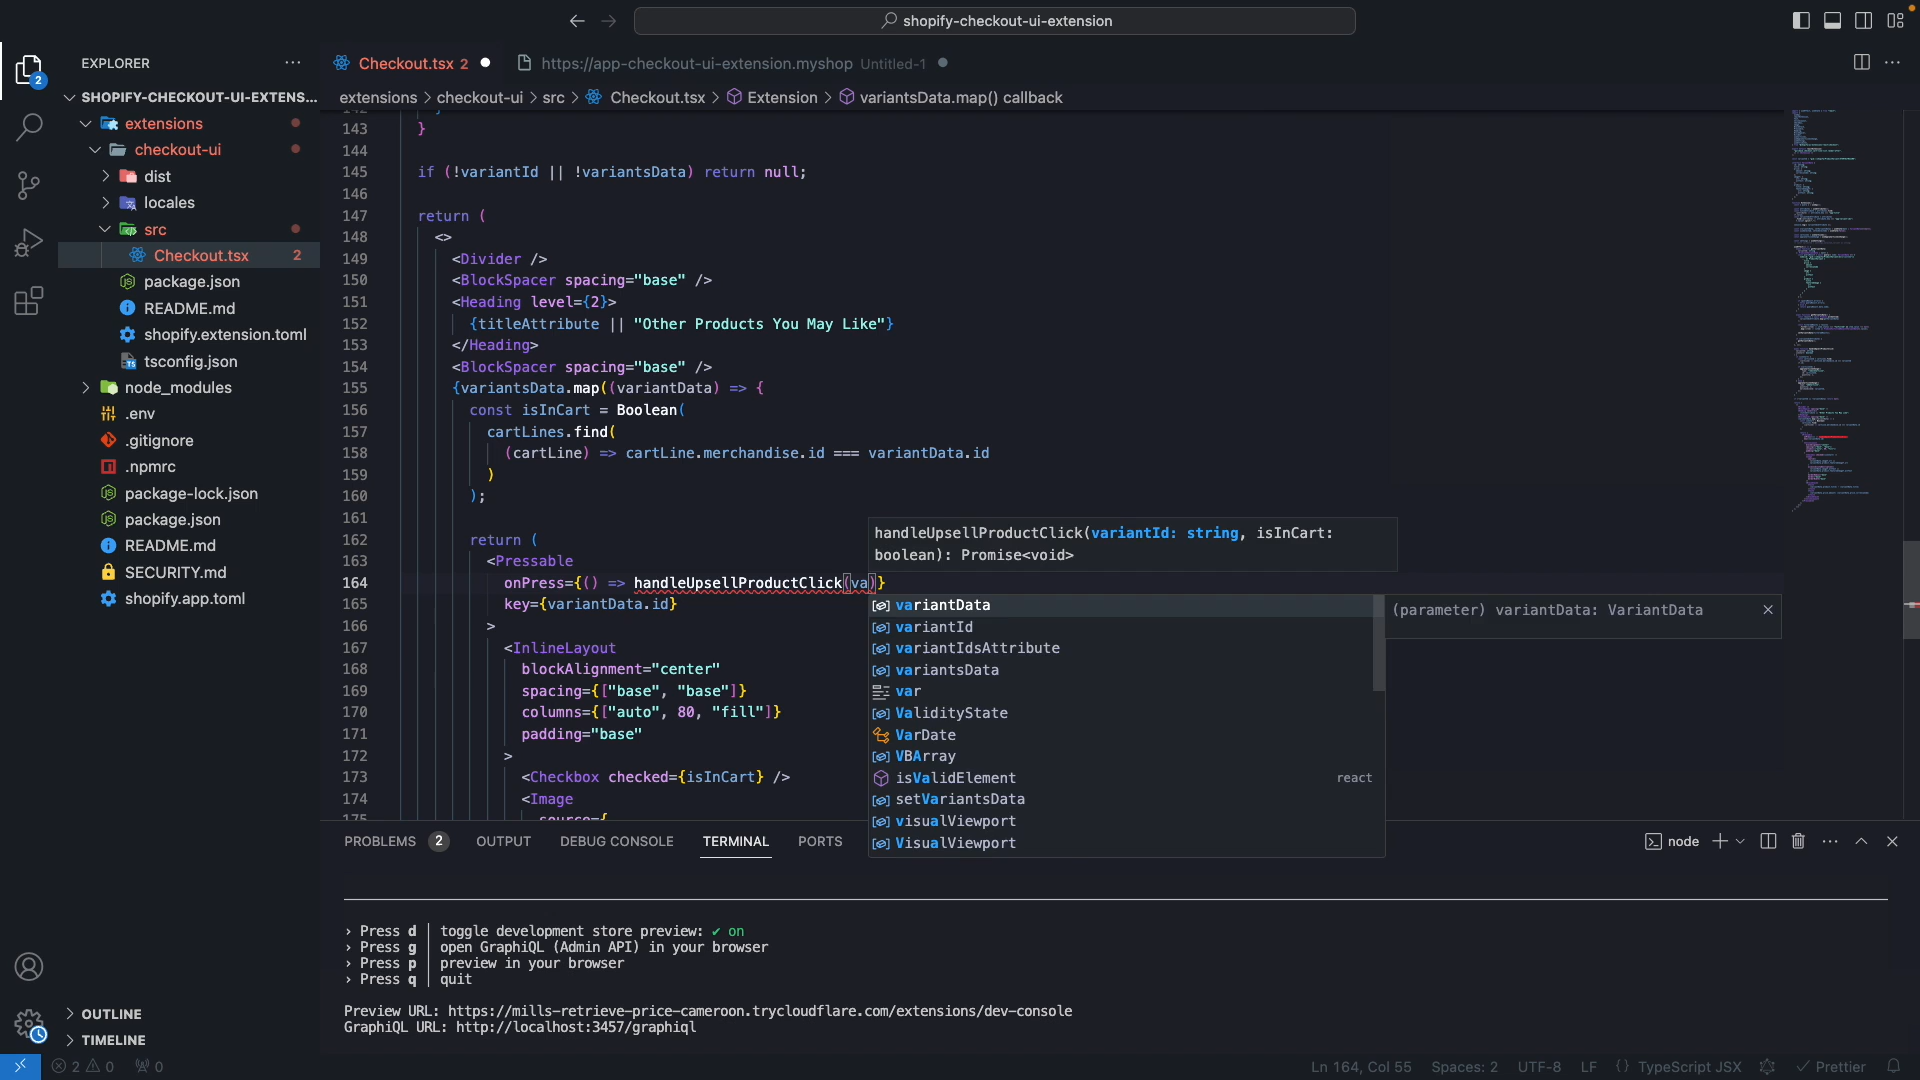 shopify-checkout-ui-extension
2
EXPLORER
SHOPIFY-CHECKOUT-UI-EXTENS...
extensions
checkout-ui
dist
locales
src
Checkout.tsx 2
package.json
README.md
shopify.extension.toml
tsconfig.json
node_modules
.env
.gitignore
.npmrc
package-lock.json
package.json
README.md
SECURITY.md
shopify.app.toml
OUTLINE
TIMELINE
Checkout.tsx 2
https://app-checkout-ui-extension.myshop Untitled-1
extensions > checkout-ui > src > Checkout.tsx > Extension > variantsData.map() callback
143 }
144
145 if (!variantId || !variantsData) return null;
146
147 return (
148 <>
149 <Divider />
150 <BlockSpacer spacing="base" />
151 <Heading level={2}>
152 {titleAttribute || "Other Products You May Like"}
153 </Heading>
154 <BlockSpacer spacing="base" />
155 {variantsData.map((variantData) => {
156 const isInCart = Boolean(
157 cartLines.find(
158 (cartLine) => cartLine.merchandise.id === variantData.id
159 )
160 );
161
162 return (
163 <Pressable
164 onPress={() => handleUpsellProductClick(va)}
165 key={variantData.id}
166 >
167 <InlineLayout
168 blockAlignment="center"
169 spacing={["base", "base"]}
170 columns={["auto", 80, "fill"]}
171 padding="base"
172 >
173 <Checkbox checked={isInCart} />
174 <Image
175 source={
handleUpsellProductClick(variantId: string, isInCart:
boolean): Promise<void>
variantData
variantId
variantIdsAttribute
variantsData
var
ValidityState
VarDate
VBArray
isValidElement react
setVariantsData
visualViewport
VisualViewport
(parameter) variantData: VariantData
PROBLEMS 2 OUTPUT DEBUG CONSOLE TERMINAL PORTS
node
› Press d | toggle development store preview: ✔ on
› Press g | open GraphiQL (Admin API) in your browser
› Press p | preview in your browser
› Press q | quit
Preview URL: https://mills-retrieve-price-cameroon.trycloudflare.com/extensions/dev-console
GraphiQL URL: http://localhost:3457/graphiql
2 0 0
Ln 164, Col 55 Spaces: 2 UTF-8 LF {} TypeScript JSX Prettier